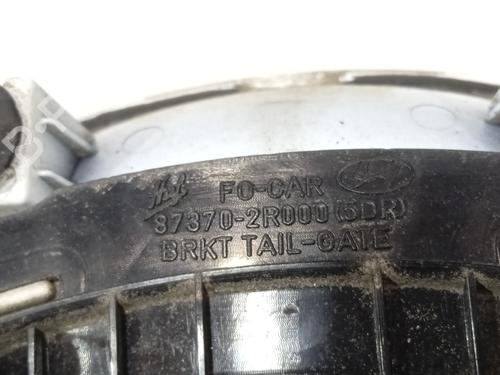 FO-CAR
87370-2R000(5DR)
BRKT TAIL-GATE